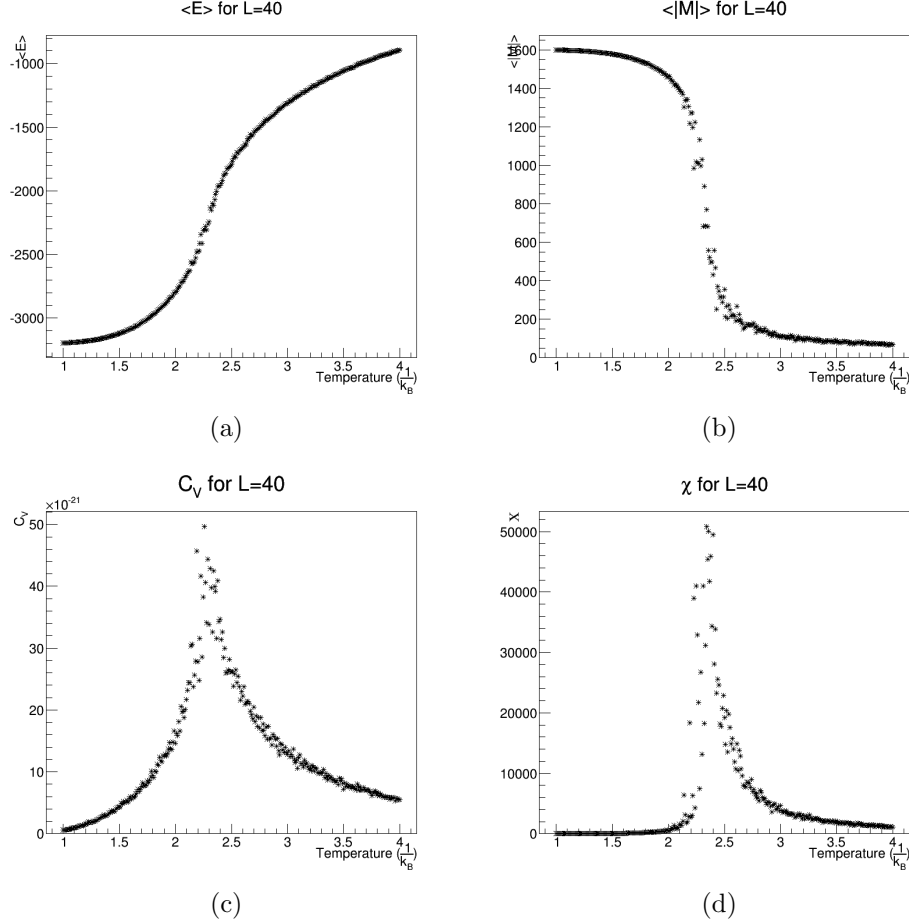 <E> for L=40
<E>
-1000
-1500
-2000
-2500
-3000
1 1.5 2 2.5 3 3.5 4
Temperature (1/k_B)
(a)
<|M|> for L=40
<|M|>
1600
1400
1200
1000
800
600
400
200
0
1 1.5 2 2.5 3 3.5 4
Temperature (1/k_B)
(b)
C_V for L=40
×10^-21
C_V
50
40
30
20
10
0
1 1.5 2 2.5 3 3.5 4
Temperature (1/k_B)
(c)
χ for L=40
χ
50000
40000
30000
20000
10000
0
1 1.5 2 2.5 3 3.5 4
Temperature (1/k_B)
(d)